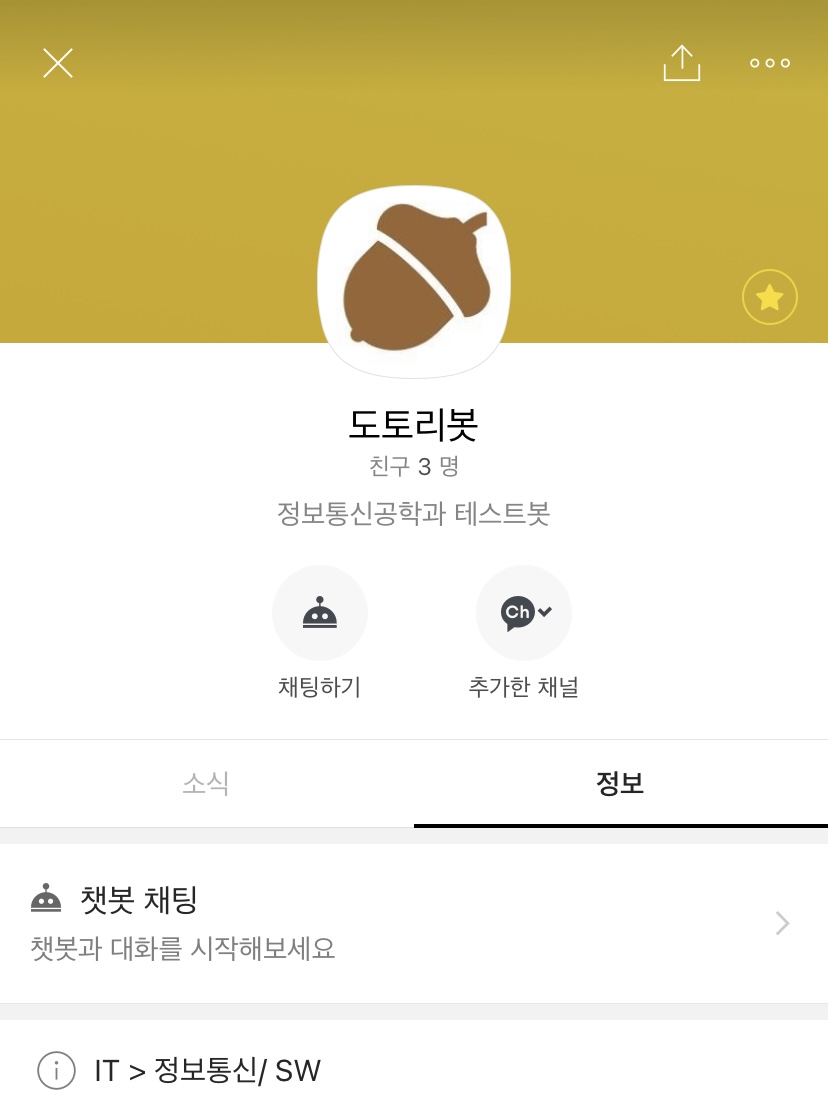 도토리봇
친구 3 명
정보통신공학과 테스트봇
Ch
채팅하기 추가한 채널
소식 정보
챗봇 채팅
챗봇과 대화를 시작해보세요
IT > 정보통신/ SW